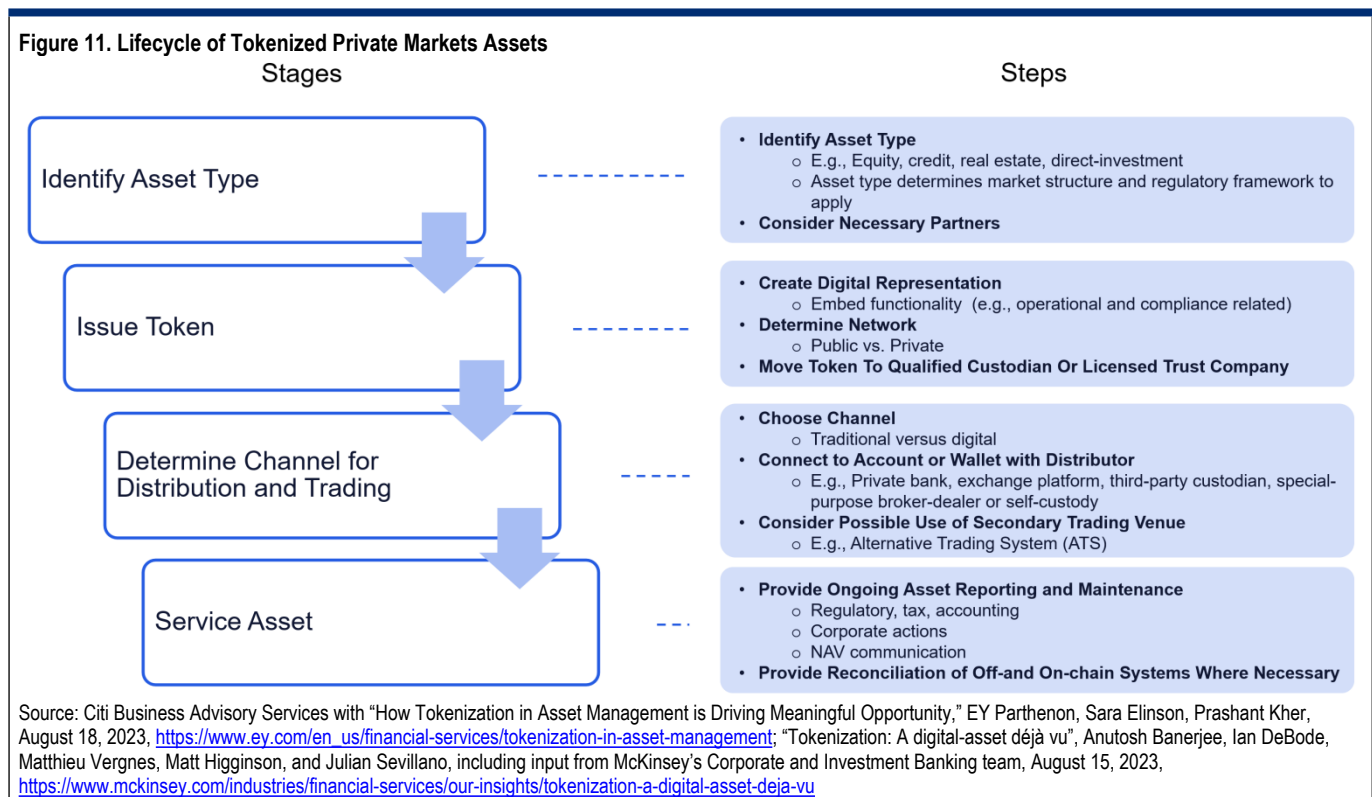 Figure 11. Lifecycle of Tokenized Private Markets Assets
Stages
Steps
Identify Asset Type
• Identify Asset Type
o E.g., Equity, credit, real estate, direct-investment
o Asset type determines market structure and regulatory framework to
apply
• Consider Necessary Partners
Issue Token
• Create Digital Representation
o Embed functionality (e.g., operational and compliance related)
• Determine Network
o Public vs. Private
• Move Token To Qualified Custodian Or Licensed Trust Company
Determine Channel for
Distribution and Trading
• Choose Channel
o Traditional versus digital
• Connect to Account or Wallet with Distributor
o E.g., Private bank, exchange platform, third-party custodian, special-
purpose broker-dealer or self-custody
• Consider Possible Use of Secondary Trading Venue
o E.g., Alternative Trading System (ATS)
Service Asset
• Provide Ongoing Asset Reporting and Maintenance
o Regulatory, tax, accounting
o Corporate actions
o NAV communication
• Provide Reconciliation of Off-and On-chain Systems Where Necessary
Source: Citi Business Advisory Services with “How Tokenization in Asset Management is Driving Meaningful Opportunity,” EY Parthenon, Sara Elinson, Prashant Kher,
August 18, 2023, https://www.ey.com/en_us/financial-services/tokenization-in-asset-management; “Tokenization: A digital-asset déjà vu”, Anutosh Banerjee, Ian DeBode,
Matthieu Vergnes, Matt Higginson, and Julian Sevillano, including input from McKinsey’s Corporate and Investment Banking team, August 15, 2023,
https://www.mckinsey.com/industries/financial-services/our-insights/tokenization-a-digital-asset-deja-vu